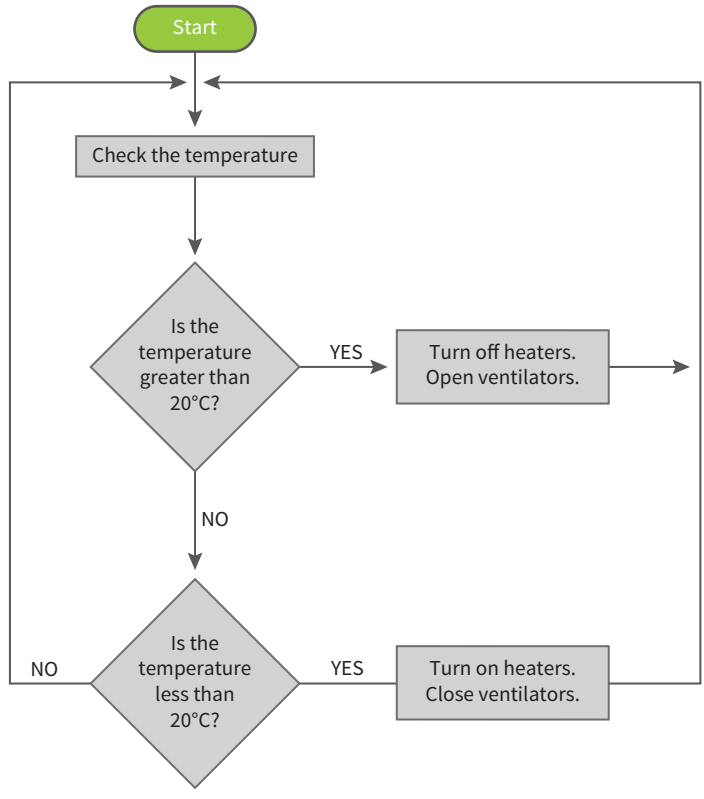 Start
Check the temperature
Is the
temperature
greater than
20°C?
YES
Turn off heaters.
Open ventilators.
NO
Is the
temperature
less than
20°C?
NO
YES
Turn on heaters.
Close ventilators.